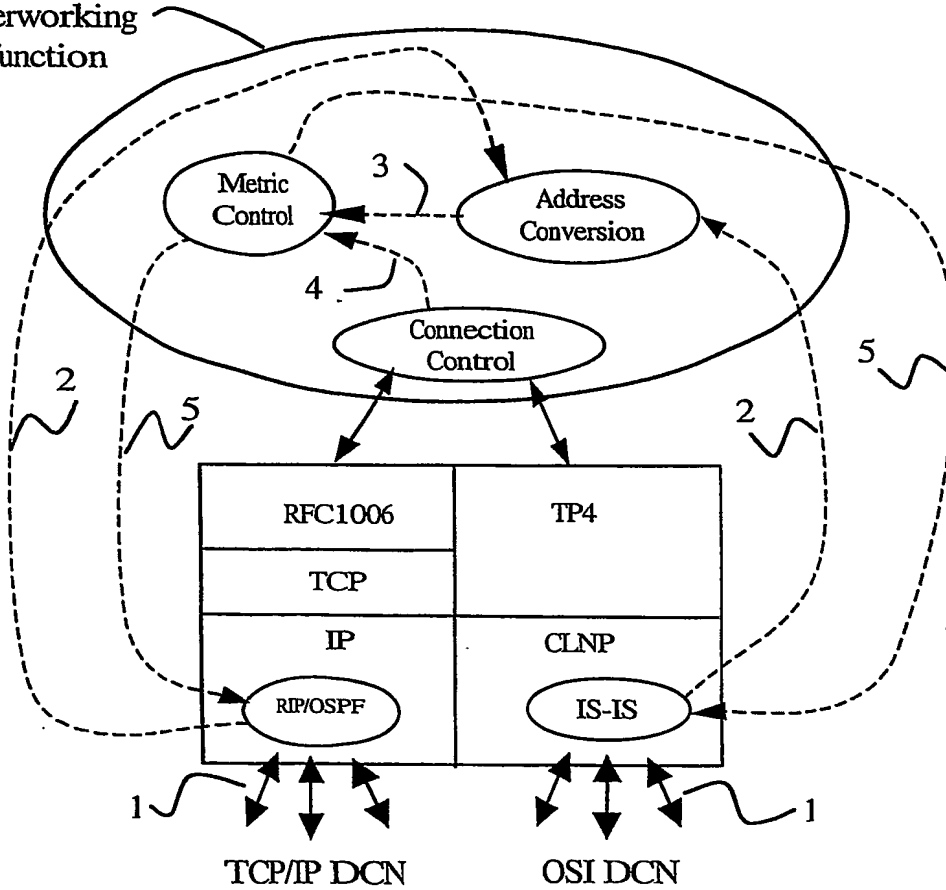 erworking
unction
Metric
Control
3
Address
Conversion
4
Connection
Control
2
5
2
5
RFC1006
TP4
TCP
IP
CLNP
RIP/OSPF
IS-IS
1
1
TCP/IP DCN
OSI DCN